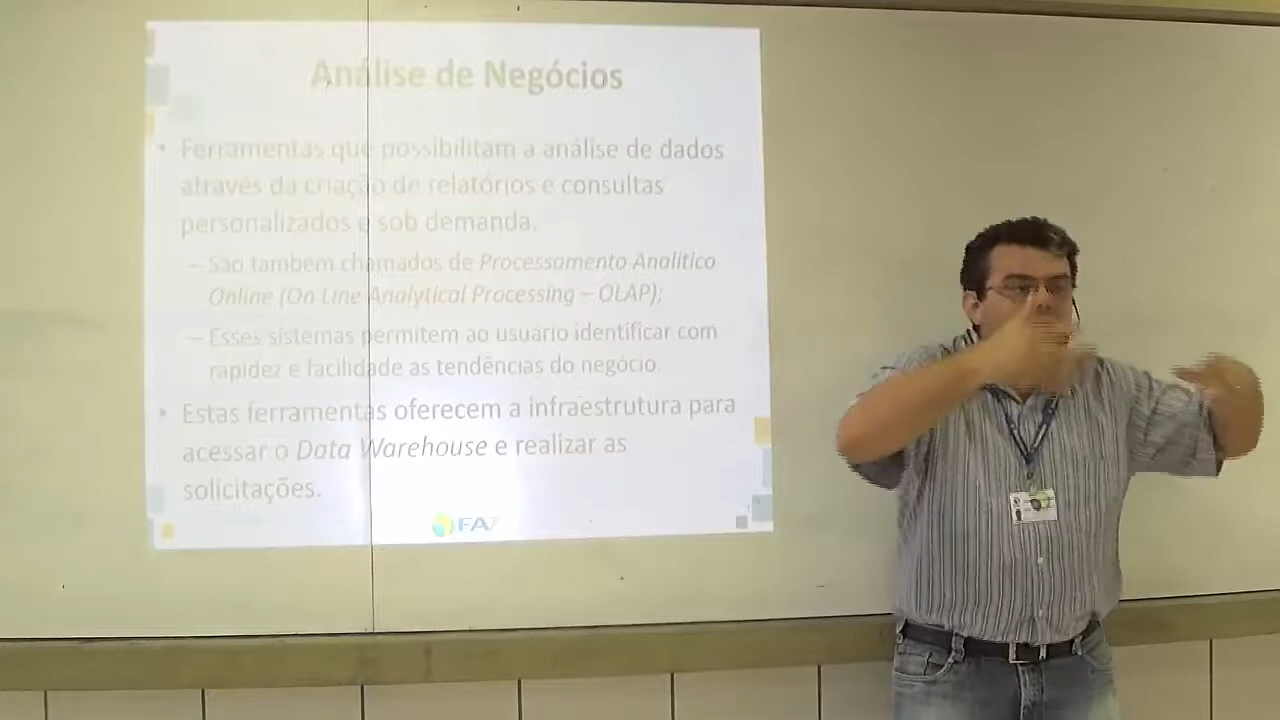 Análise de Negócios
• Ferramentas que possibilitam a análise de dados
através da criação de relatórios e consultas
personalizados e sob demanda.
– São também chamados de Processamento Analítico
Online (On Line Analytical Processing – OLAP);
– Esses sistemas permitem ao usuário identificar com
rapidez e facilidade as tendências do negócio.
• Estas ferramentas oferecem a infraestrutura para
acessar o Data Warehouse e realizar as
solicitações.
FA7